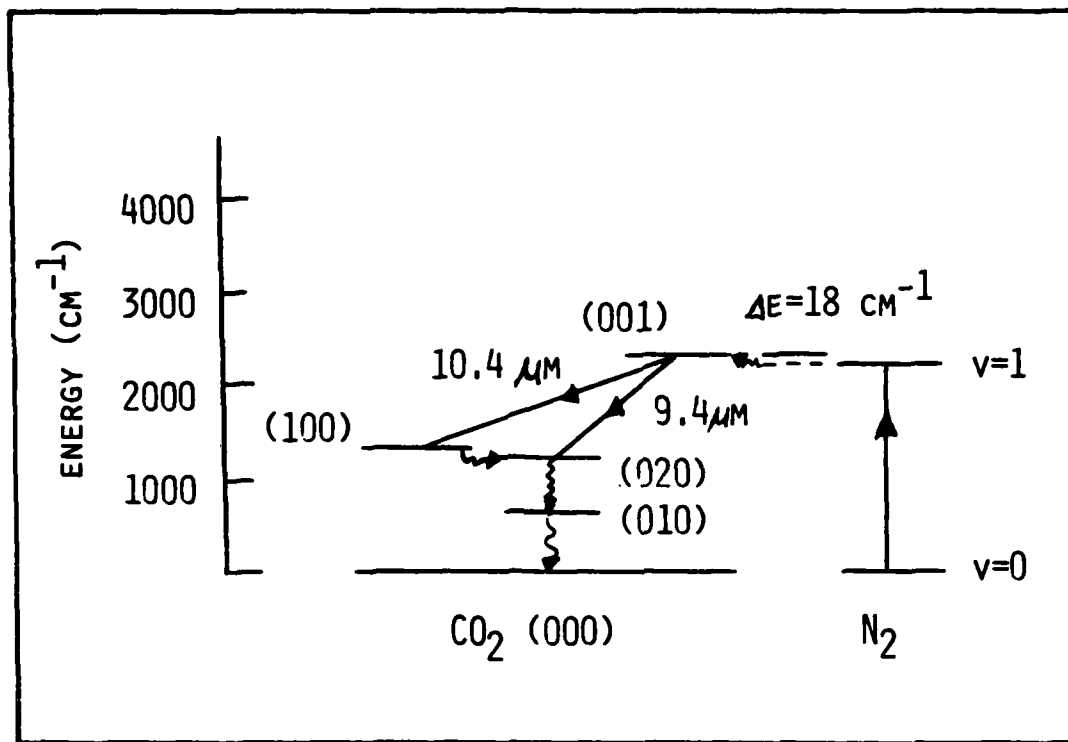 ENERGY (CM⁻¹)
4000
3000
2000
1000
(001)
ΔE=18 CM⁻¹
10.4 μM
9.4μM
v=1
(100)
(020)
(010)
v=0
CO₂ (000)
N₂